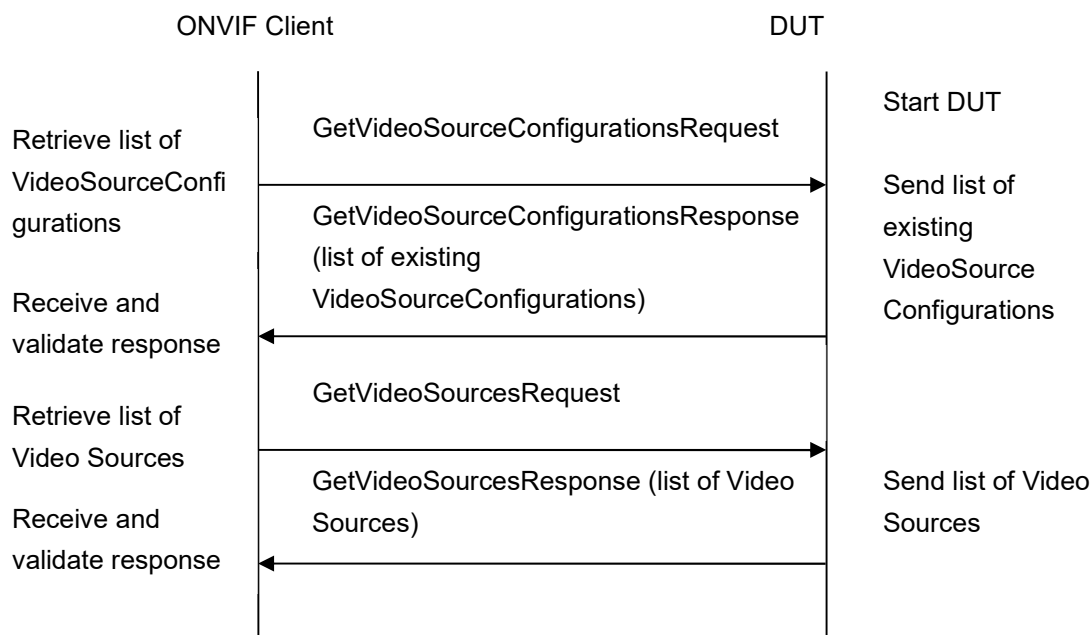 ONVIF Client
DUT
Start DUT
GetVideoSourceConfigurationsRequest
Retrieve list of
VideoSourceConfi
gurations
Send list of
existing
VideoSource
Configurations
GetVideoSourceConfigurationsResponse
(list of existing
VideoSourceConfigurations)
Receive and
validate response
GetVideoSourcesRequest
Retrieve list of
Video Sources
GetVideoSourcesResponse (list of Video
Sources)
Send list of Video
Sources
Receive and
validate response